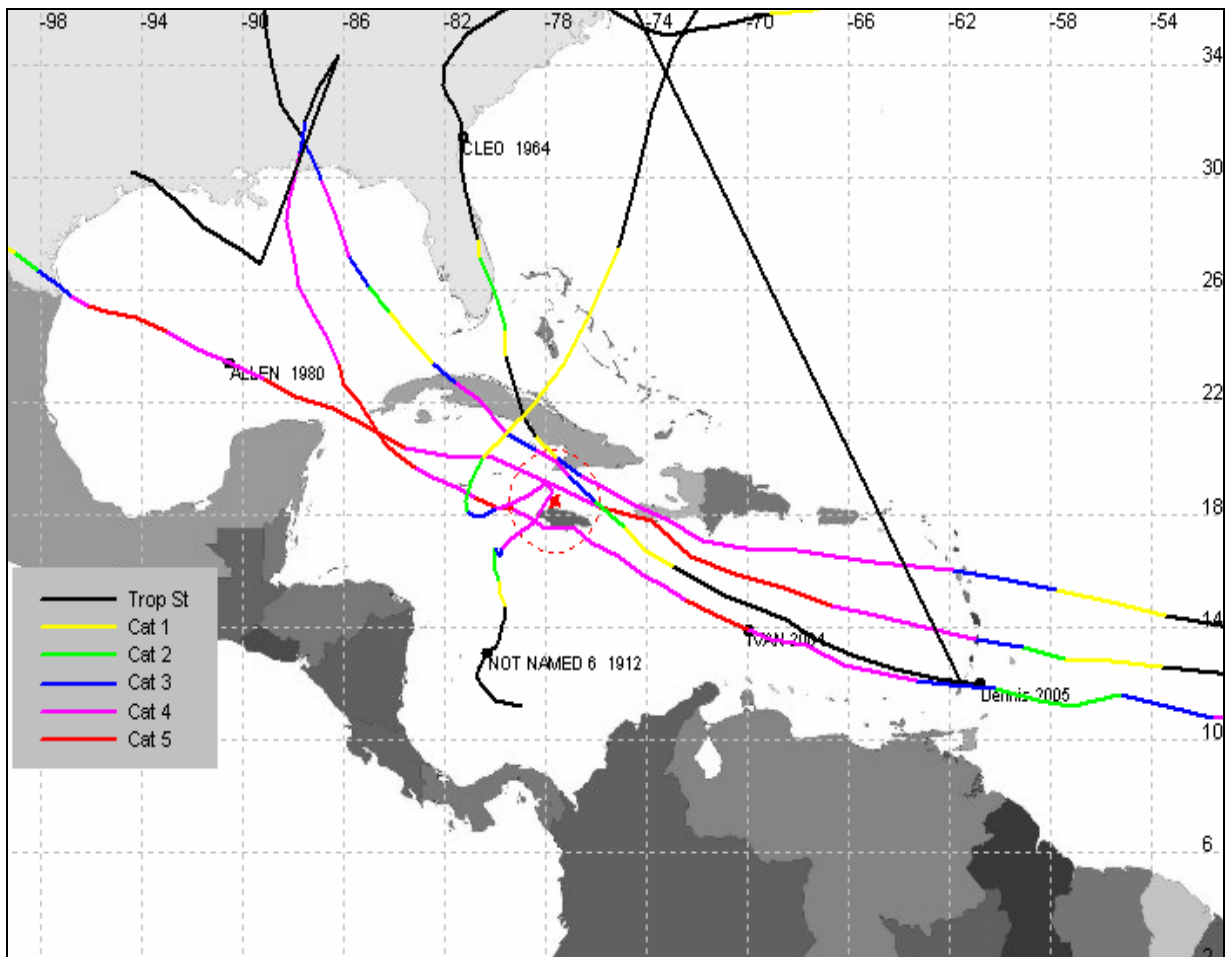 -98 -94 -90 -86 -82 -78 -74 -70 -66 -62 -58 -54
34
CLEO 1964
30
26
ALLEN 1980
22
18
Trop St
Cat 1
Cat 2
Cat 3
Cat 4
Cat 5
14
IVAN 2004
NOT NAMED 6 1912
Dennis 2005
10
6
2